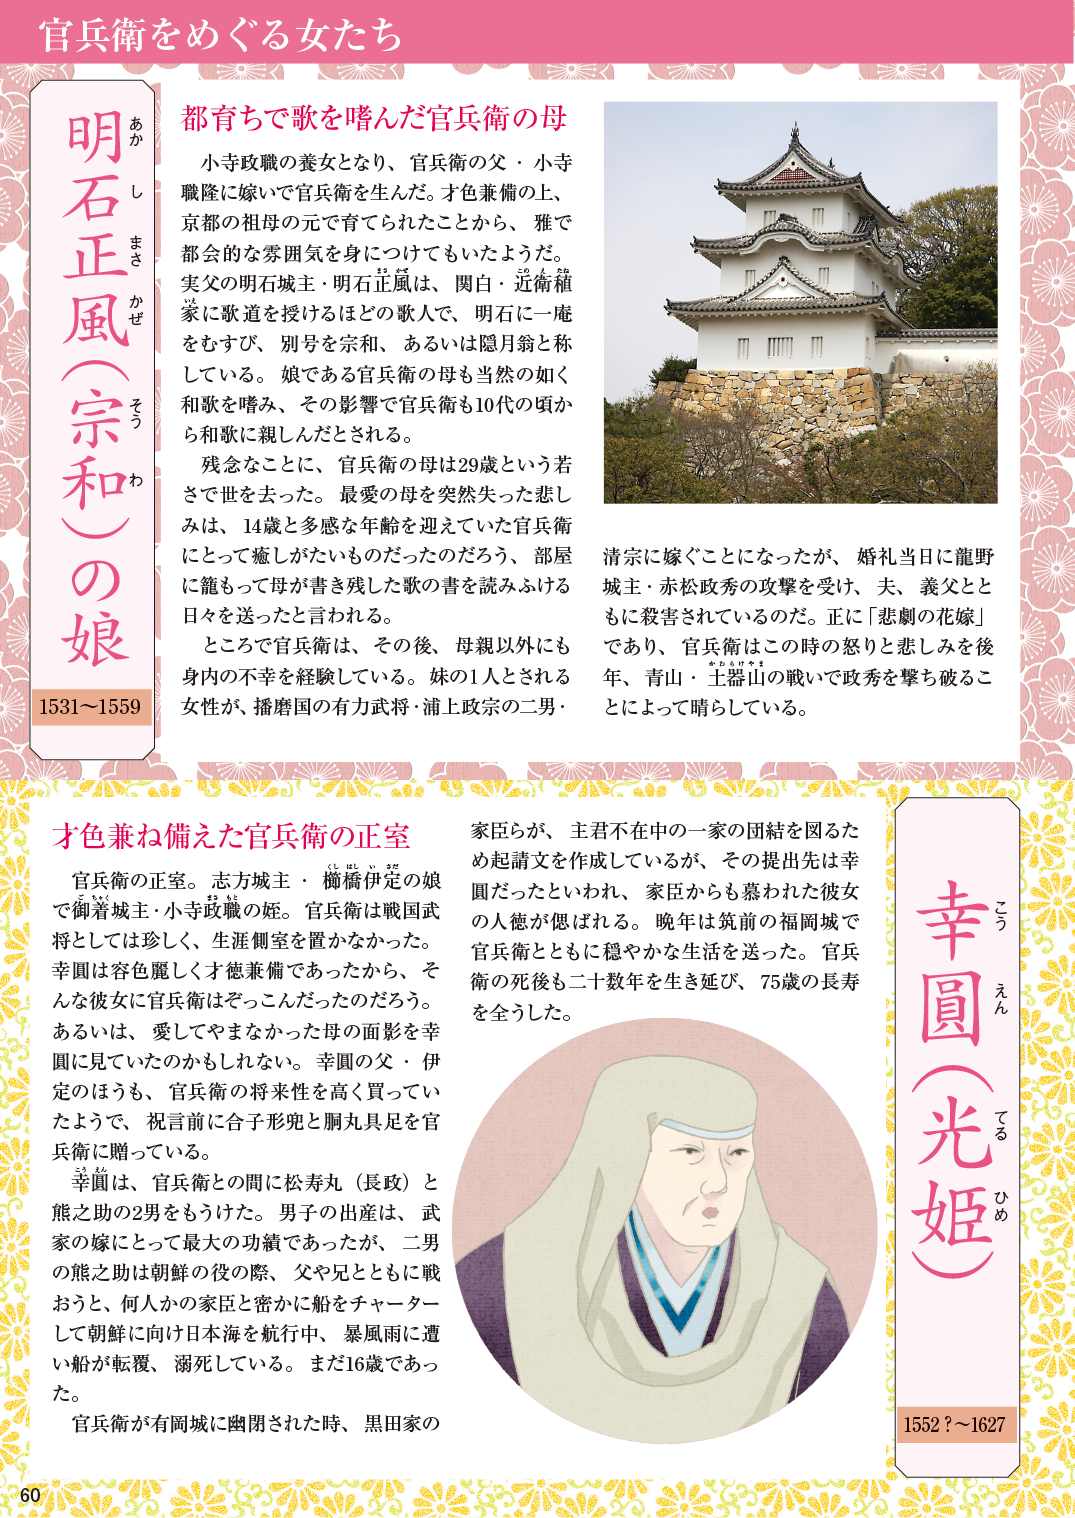 官兵衛をめぐる女たち
明石正風（宗和）の娘
あか し まさ かぜ そう わ
1531〜1559
都育ちで歌を嗜んだ官兵衛の母
小寺政職の養女となり、官兵衛の父・小寺
職隆に嫁いで官兵衛を生んだ。才色兼備の上、
京都の祖母の元で育てられたことから、雅で
都会的な雰囲気を身につけてもいたようだ。
実父の明石城主・明石正風は、関白・近衛稙
家に歌道を授けるほどの歌人で、明石に一庵
をむすび、別号を宗和、あるいは隠月翁と称
している。娘である官兵衛の母も当然の如く
和歌を嗜み、その影響で官兵衛も10代の頃か
ら和歌に親しんだとされる。
残念なことに、官兵衛の母は29歳という若
さで世を去った。最愛の母を突然失った悲し
みは、14歳と多感な年齢を迎えていた官兵衛
にとって癒しがたいものだったのだろう、部屋
に籠もって母が書き残した歌の書を読みふける
日々を送ったと言われる。
ところで官兵衛は、その後、母親以外にも
身内の不幸を経験している。妹の1人とされる
女性が、播磨国の有力武将・浦上政宗の二男・
清宗に嫁ぐことになったが、婚礼当日に龍野
城主・赤松政秀の攻撃を受け、夫、義父とと
もに殺害されているのだ。正に「悲劇の花嫁」
であり、官兵衛はこの時の怒りと悲しみを後
かわらけやま
年、青山・土器山の戦いで政秀を撃ち破るこ
とによって晴らしている。
幸圓（光姫）
こう えん てる ひめ
1552？〜1627
才色兼ね備えた官兵衛の正室
くし はし い さだ
官兵衛の正室。志方城主・櫛橋伊定の娘
ご ちゃく まさ もと
で御着城主・小寺政職の姪。官兵衛は戦国武
将としては珍しく、生涯側室を置かなかった。
幸圓は容色麗しく才徳兼備であったから、そ
んな彼女に官兵衛はぞっこんだったのだろう。
あるいは、愛してやまなかった母の面影を幸
圓に見ていたのかもしれない。幸圓の父・伊
定のほうも、官兵衛の将来性を高く買ってい
たようで、祝言前に合子形兜と胴丸具足を官
兵衛に贈っている。
こう えん
幸圓は、官兵衛との間に松寿丸（長政）と
熊之助の2男をもうけた。男子の出産は、武
家の嫁にとって最大の功績であったが、二男
の熊之助は朝鮮の役の際、父や兄とともに戦
おうと、何人かの家臣と密かに船をチャーター
して朝鮮に向け日本海を航行中、暴風雨に遭
い船が転覆、溺死している。まだ16歳であっ
た。
官兵衛が有岡城に幽閉された時、黒田家の
家臣らが、主君不在中の一家の団結を図るた
め起請文を作成しているが、その提出先は幸
圓だったといわれ、家臣からも慕われた彼女
の人徳が偲ばれる。晩年は筑前の福岡城で
官兵衛とともに穏やかな生活を送った。官兵
衛の死後も二十数年を生き延び、75歳の長寿
を全うした。
60